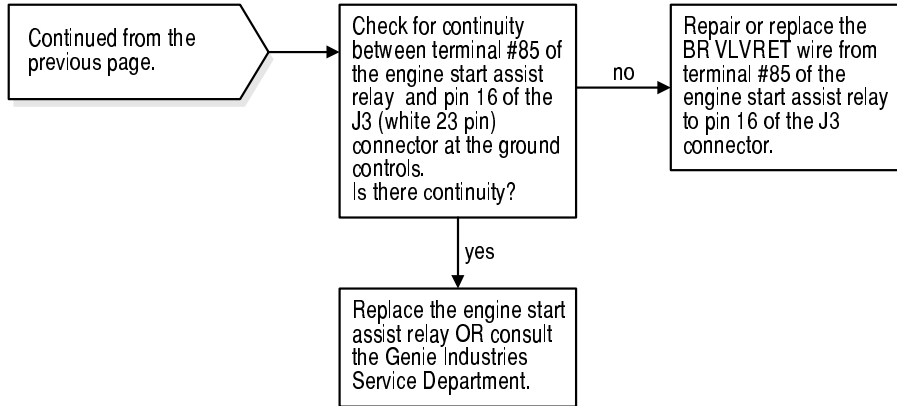 Continued from the
previous page.
Check for continuity
between terminal #85 of
the engine start assist
relay and pin 16 of the
J3 (white 23 pin)
connector at the ground
controls.
Is there continuity?
no
Repair or replace the
BR VLVRET wire from
terminal #85 of the
engine start assist relay
to pin 16 of the J3
connector.
yes
Replace the engine start
assist relay OR consult
the Genie Industries
Service Department.